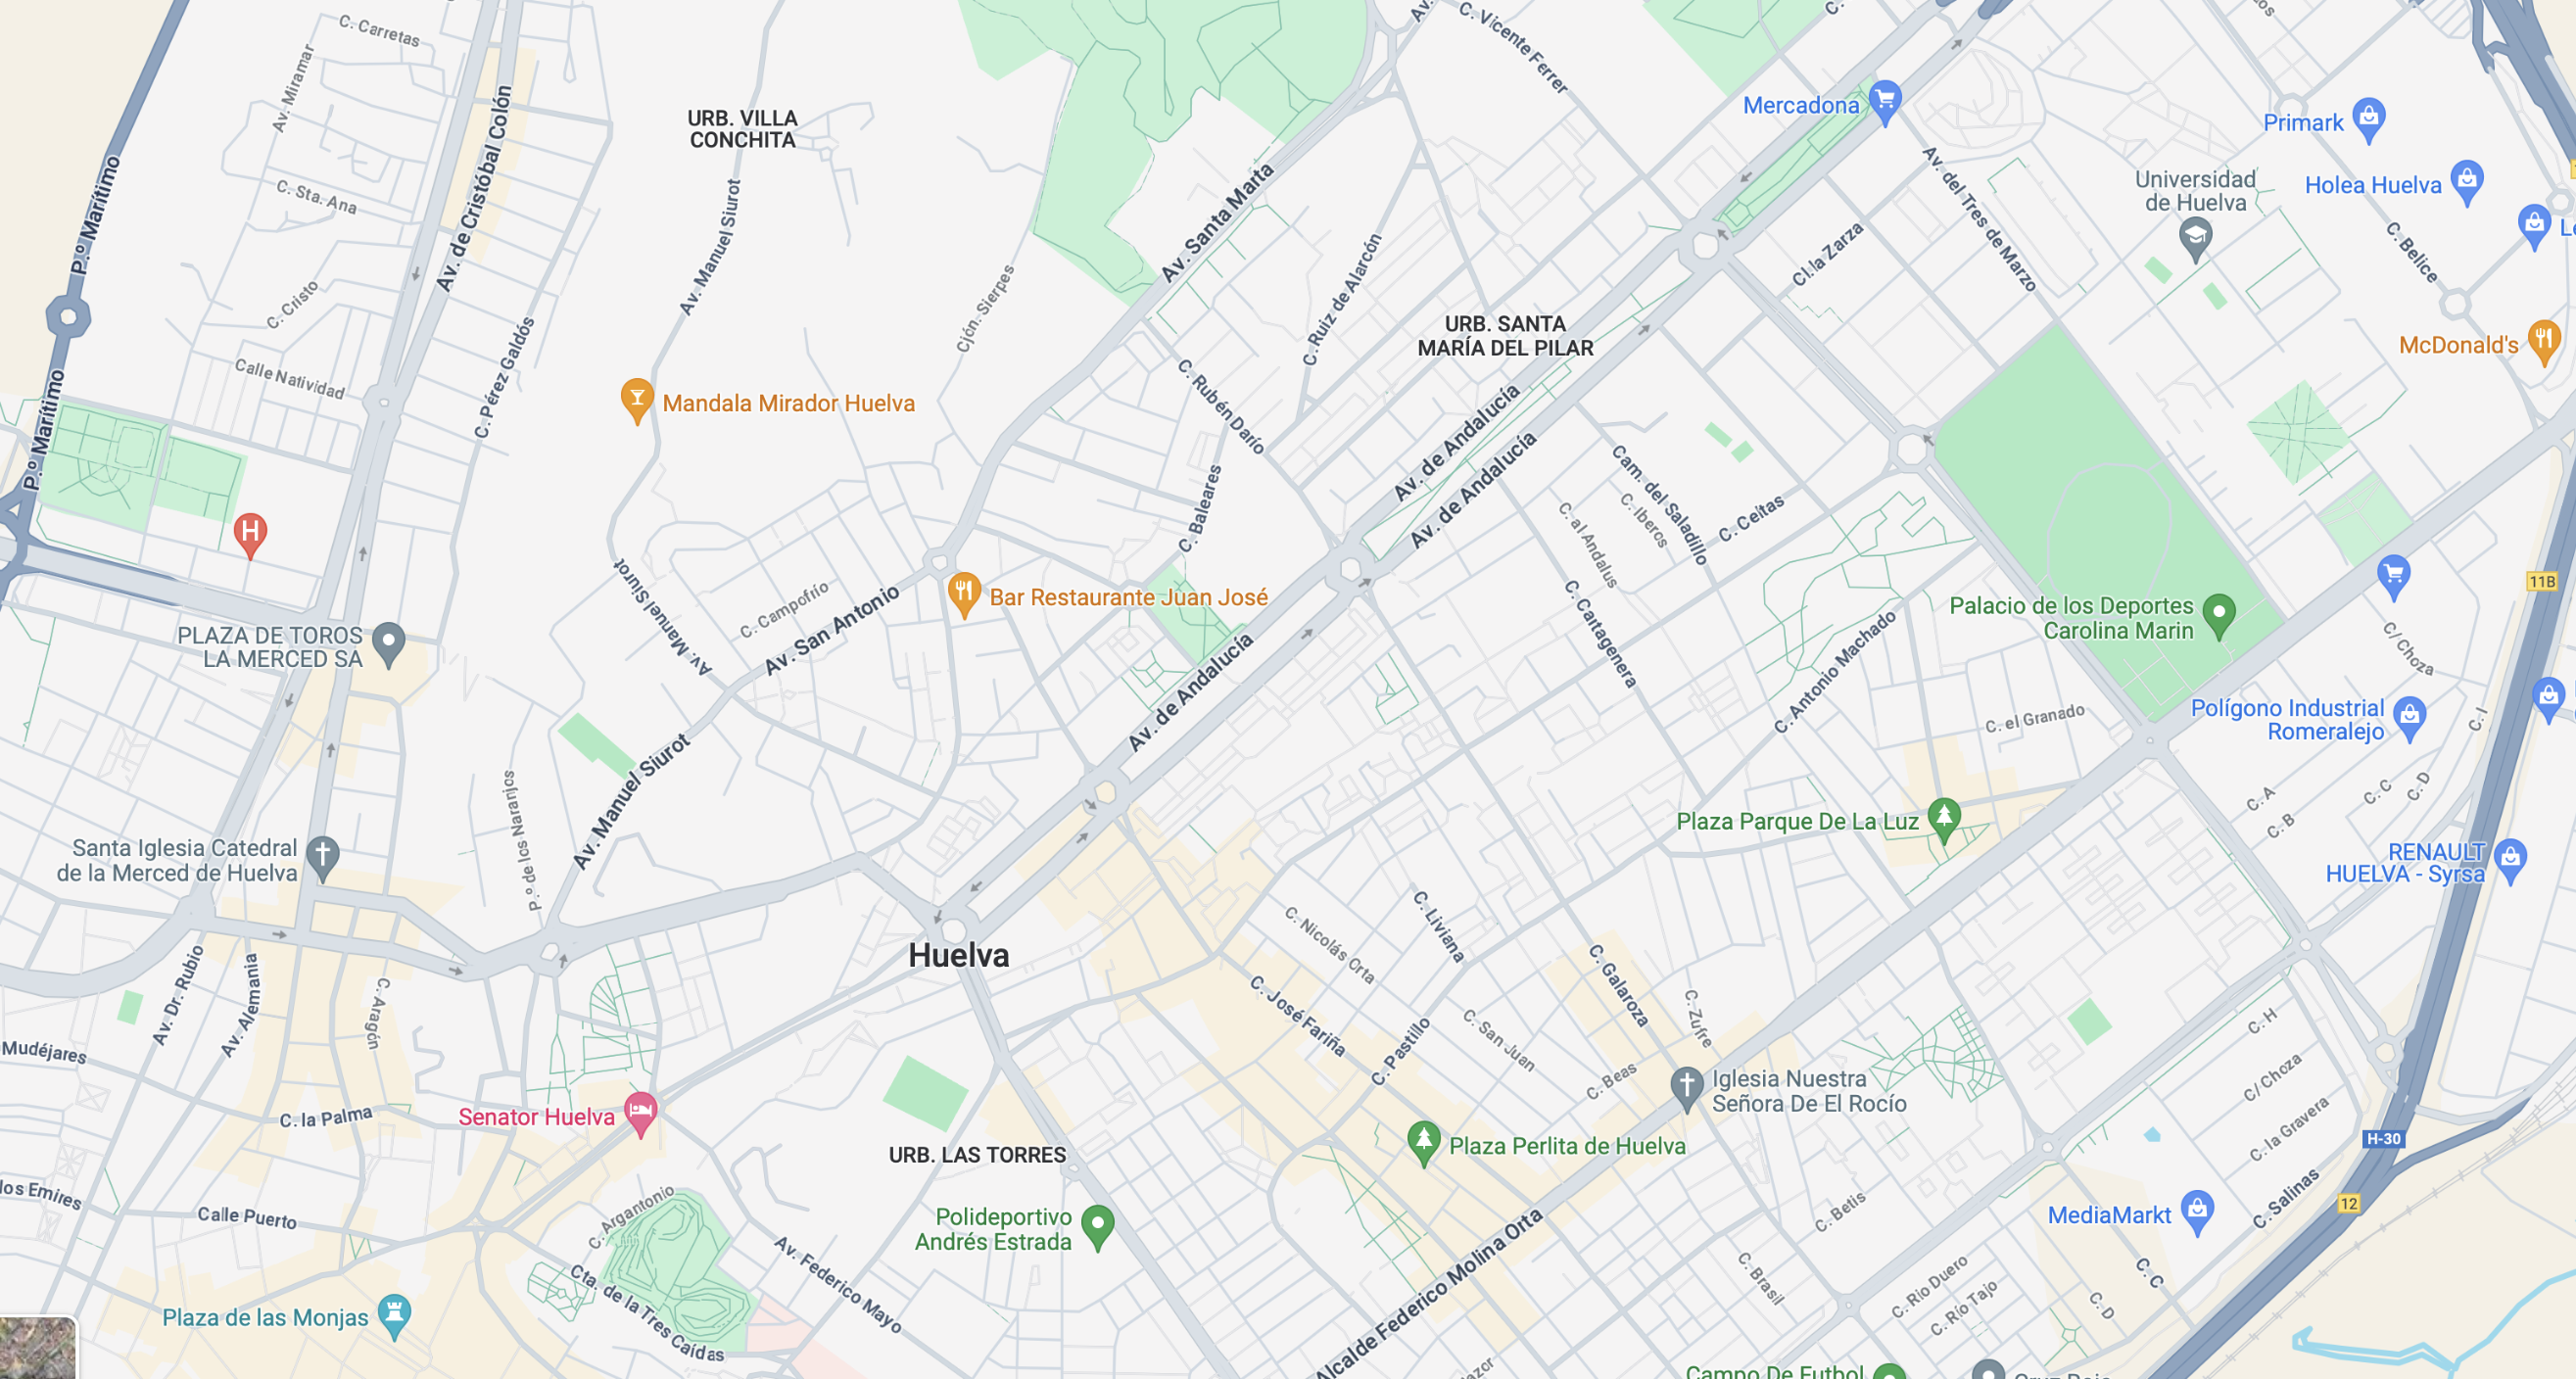 C. Carretas
Av. Miramar
Av. de Cristóbal Colón
P.º Marítimo
C. Sta. Ana
C. Cristo
Calle Natividad
C. Pérez Galdós
P.º Marítimo
H
URB. VILLA
CONCHITA
Av. Manuel Siurot
Cjón. Sierpes
Mandala Mirador Huelva
Av. Santa Marta
Av.
C. Vicente Ferrer
C.
Mercadona
C. Ruiz de Alarcón
URB. SANTA
MARÍA DEL PILAR
C. Rubén Darío
C. Baleares
Cl. la Zarza
Av. del Tres de Marzo
Universidad
de Huelva
Primark
Holea Huelva
C. Belice
McDonald's
Av. de Andalucía
Av. de Andalucía
Cam. del Saladillo
C. Iberos
C. al Andalus
C. Ceitas
C. Cartagenera
C. Antonio Machado
Palacio de los Deportes
Carolina Marin
11B
C/ Choza
C. I
Polígono Industrial
Romeralejo
C. el Granado
C. A
C. B
C. C
C. D
RENAULT
HUELVA - Syrsa
Plaza Parque De La Luz
PLAZA DE TOROS
LA MERCED SA
Av. Manuel Siurot
C. Campofrío
Av. San Antonio
Bar Restaurante Juan José
Av. de Andalucía
Av. Manuel Siurot
P.º de los Naranjos
Santa Iglesia Catedral
de la Merced de Huelva
Huelva
Av. Dr. Rubio
Av. Alemania
C. Aragón
Mudéjares
C. la Palma
Senator Huelva
los Emires
Calle Puerto
C. Argantonio
Cta. de la Tres Caídas
Plaza de las Monjas
Av. Federico Mayo
URB. LAS TORRES
Polideportivo
Andrés Estrada
C. Nicolás Orta
C. Liviana
C. José Fariña
C. Pastillo
C. San Juan
C. Galaroza
C. Zufre
C. Beas
Iglesia Nuestra
Señora De El Rocío
Plaza Perlita de Huelva
Alcalde Federico Molina Orta
C. Betis
C. Brasil
C. Río Duero
C. Río Tajo
C. H
C/ Choza
C. la Gravera
C. Salinas
H-30
12
MediaMarkt
C. C
C. D
Campo De Futbol